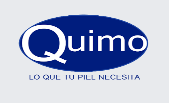 Quimo
LO QUE TU PIEL NECESITA